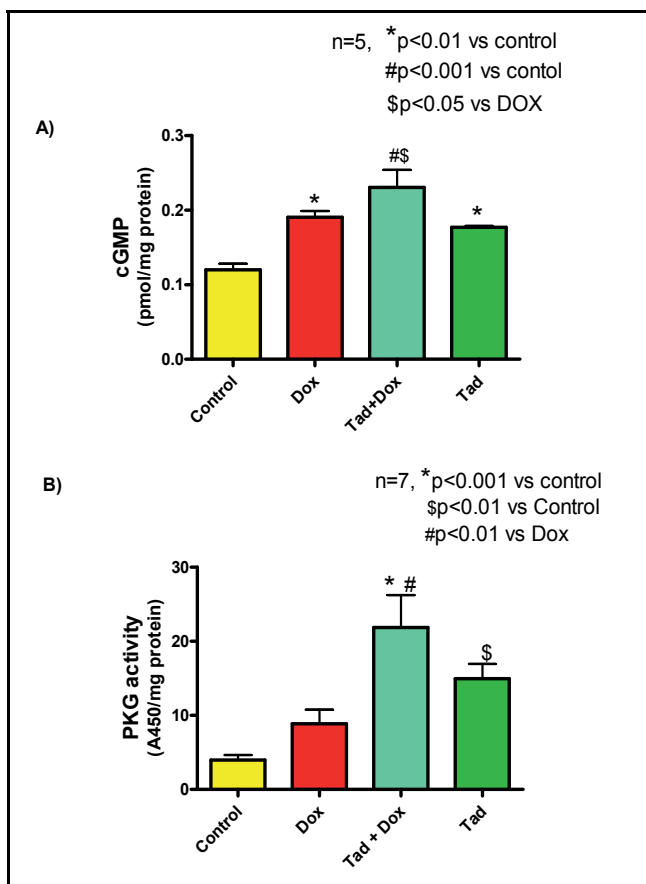 n=5, *p<0.01 vs control
#p<0.001 vs contol
$p<0.05 vs DOX
A)
0.3
0.2
0.1
0.0
cGMP
(pmol/mg protein)
*
#$
*
Control
Dox
Tad+Dox
Tad
B)
n=7, *p<0.001 vs control
$p<0.01 vs Control
#p<0.01 vs Dox
30
20
10
0
PKG activity
(A450/mg protein)
* #
$
Control
Dox
Tad + Dox
Tad